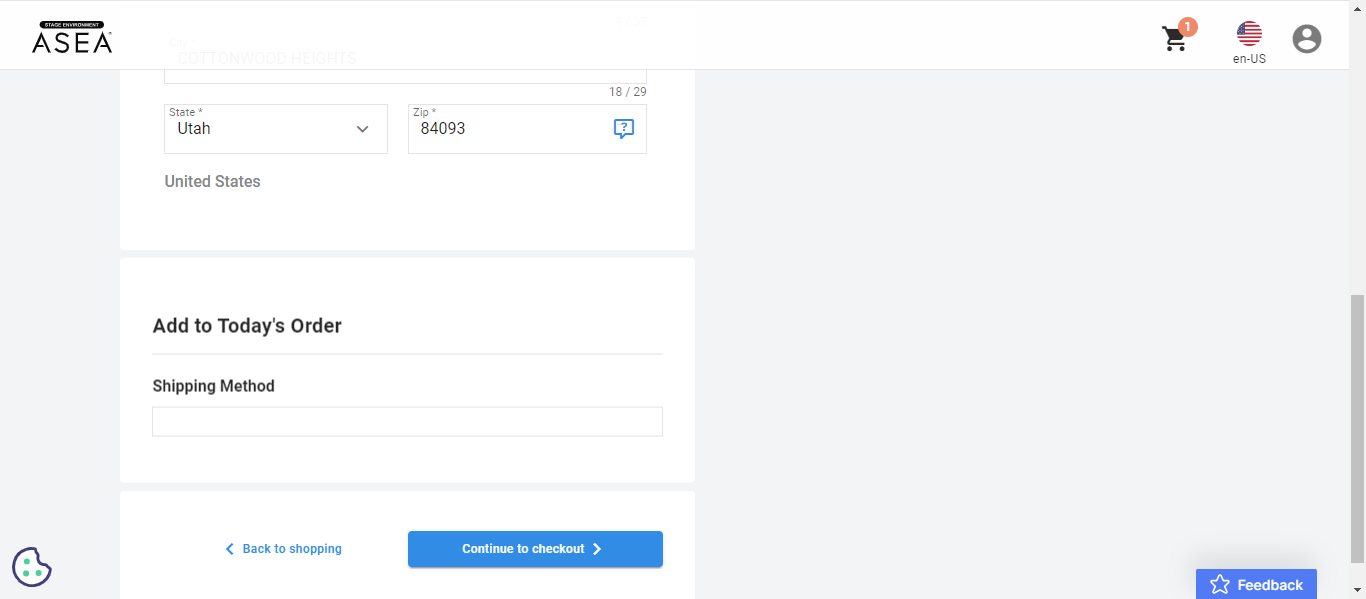 STAGE ENVIRONMENT
ASEA
1
en-US
City *
COTTONWOOD HEIGHTS
18 / 29
State *
Utah
Zip *
84093
United States
Add to Today's Order
Shipping Method
Back to shopping
Continue to checkout
Feedback